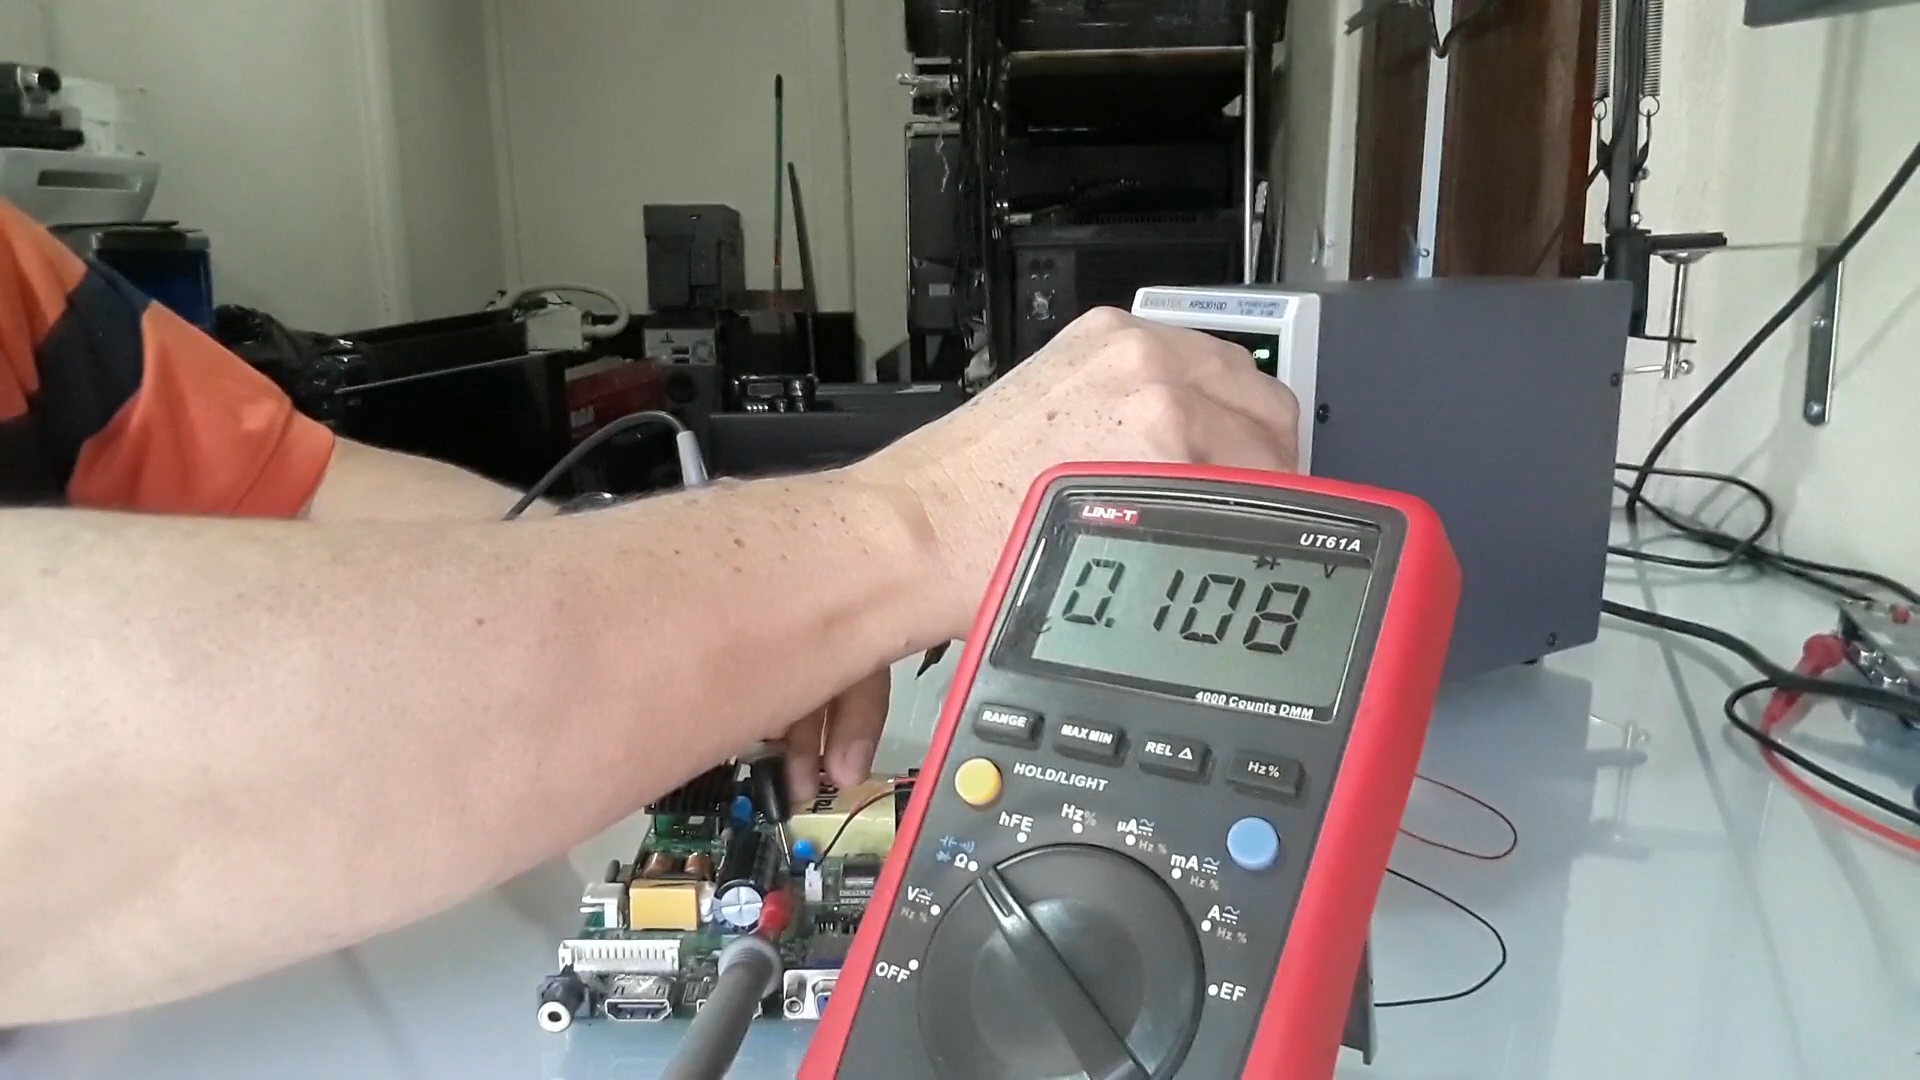 KPS3010D
UNI-T
UT61A
V
0.108
4000 Counts DMM
RANGE
MAX MIN
REL Δ
Hz%
HOLD/LIGHT
hFE
Hz%
µA
Hz %
mA
Hz %
Ω
V
Hz %
A
Hz %
OFF
EF